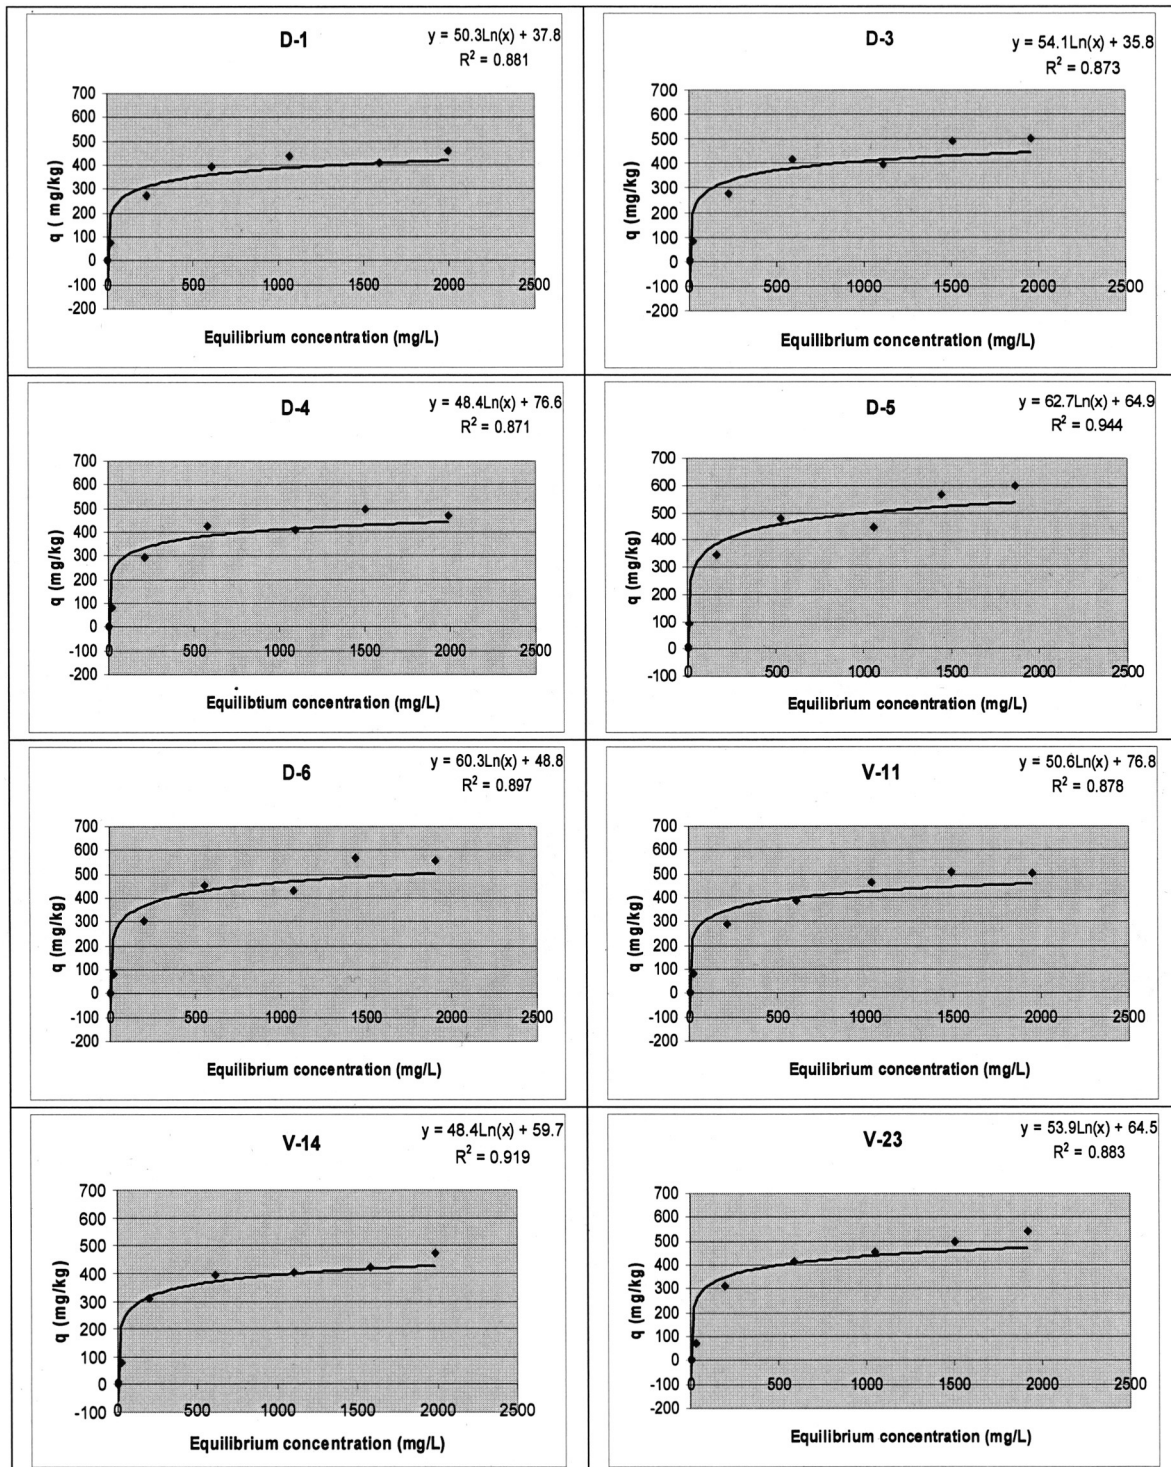 D-1
y = 50.3Ln(x) + 37.8
R² = 0.881
700
600
500
400
300
200
100
0
-100
-200
0 500 1000 1500 2000 2500
q ( mg/kg)
Equilibrium concentration (mg/L)
D-3
y = 54.1Ln(x) + 35.8
R² = 0.873
700
600
500
400
300
200
100
0
-100
-200
0 500 1000 1500 2000 2500
q (mg/kg)
Equilibrium concentration (mg/L)
D-4
y = 48.4Ln(x) + 76.6
R² = 0.871
700
600
500
400
300
200
100
0
-100
-200
0 500 1000 1500 2000 2500
q (mg/kg)
Equilibtium concentration (mg/L)
D-5
y = 62.7Ln(x) + 64.9
R² = 0.944
700
600
500
400
300
200
100
0
-100
0 500 1000 1500 2000 2500
q (mg/kg)
Equilibrium concentration (mg/L)
D-6
y = 60.3Ln(x) + 48.8
R² = 0.897
700
600
500
400
300
200
100
0
-100
-200
0 500 1000 1500 2000 2500
q (mg/kg)
Equilibrium concentration (mg/L)
V-11
y = 50.6Ln(x) + 76.8
R² = 0.878
700
600
500
400
300
200
100
0
-100
-200
0 500 1000 1500 2000 2500
q (mg/kg)
Equilibrium concentration (mg/L)
V-14
y = 48.4Ln(x) + 59.7
R² = 0.919
700
600
500
400
300
200
100
0
-100
0 500 1000 1500 2000 2500
q (mg/kg)
Equilibrium concentration (mg/L)
V-23
y = 53.9Ln(x) + 64.5
R² = 0.883
700
600
500
400
300
200
100
0
-100
-200
0 500 1000 1500 2000 2500
q (mg/kg)
Equilibrium concentration (mg/L)